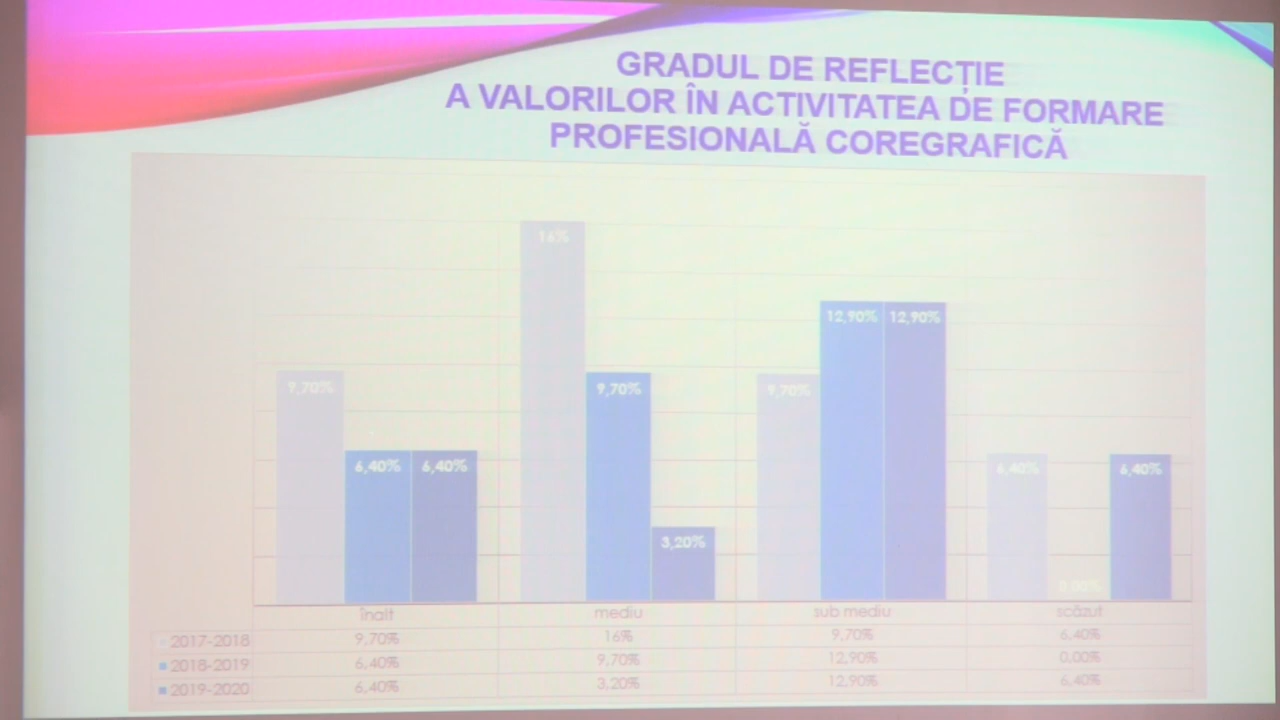 GRADUL DE REFLECȚIE
A VALORILOR ÎN ACTIVITATEA DE FORMARE
PROFESIONALĂ COREGRAFICĂ
16%
12,90% 12,90%
9,70% 9,70% 9,70%
6,40% 6,40% 6,40% 6,40%
3,20%
0,00%
înalt mediu sub mediu scăzut
2017-2018 9,70% 16% 9,70% 6,40%
2018-2019 6,40% 9,70% 12,90% 0,00%
2019-2020 6,40% 3,20% 12,90% 6,40%